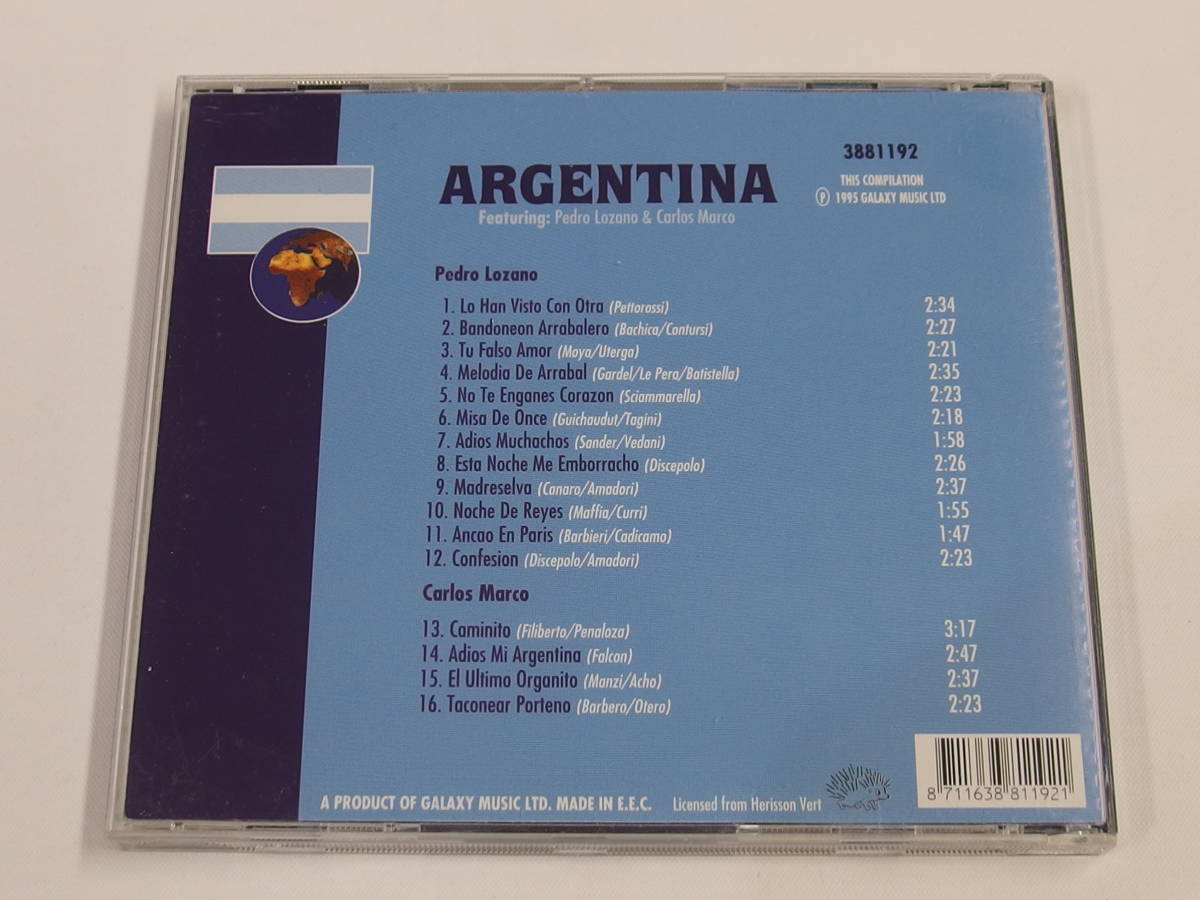 ARGENTINA
Featuring: Pedro Lozano & Carlos Marco
3881192
THIS COMPILATION
Ⓟ 1995 GALAXY MUSIC LTD
Pedro Lozano
1. Lo Han Visto Con Otra (Pettorossi) 2:34
2. Bandoneon Arrabalero (Bachica/Contursi) 2:27
3. Tu Falso Amor (Moya/Uterga) 2:21
4. Melodia De Arrabal (Gardel/Le Pera/Batistella) 2:35
5. No Te Enganes Corazon (Sciammarella) 2:23
6. Misa De Once (Guichaudut/Tagini) 2:18
7. Adios Muchachos (Sander/Vedani) 1:58
8. Esta Noche Me Emborracho (Discepolo) 2:26
9. Madreselva (Canaro/Amadori) 2:37
10. Noche De Reyes (Maffia/Curri) 1:55
11. Ancao En Paris (Barbieri/Cadicamo) 1:47
12. Confesion (Discepolo/Amadori) 2:23
Carlos Marco
13. Caminito (Filiberto/Penaloza) 3:17
14. Adios Mi Argentina (Falcon) 2:47
15. El Ultimo Organito (Manzi/Acho) 2:37
16. Taconear Porteno (Barbero/Otero) 2:23
A PRODUCT OF GALAXY MUSIC LTD. MADE IN E.E.C. Licensed from Herisson Vert
8 711638 811921